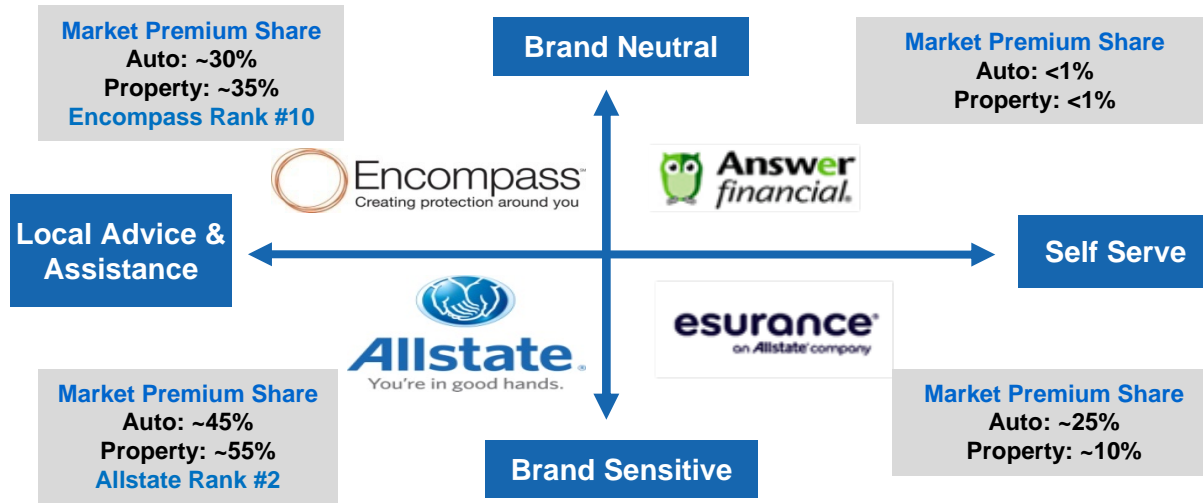 Market Premium Share
Auto: ~30%
Property: ~35%
Encompass Rank #10
Brand Neutral
Market Premium Share
Auto: <1%
Property: <1%
Encompass℠
Creating protection around you
Answer
financial®
Local Advice &
Assistance
Self Serve
Allstate®
You're in good hands.
esurance®
an Allstate® company
Market Premium Share
Auto: ~45%
Property: ~55%
Allstate Rank #2
Brand Sensitive
Market Premium Share
Auto: ~25%
Property: ~10%